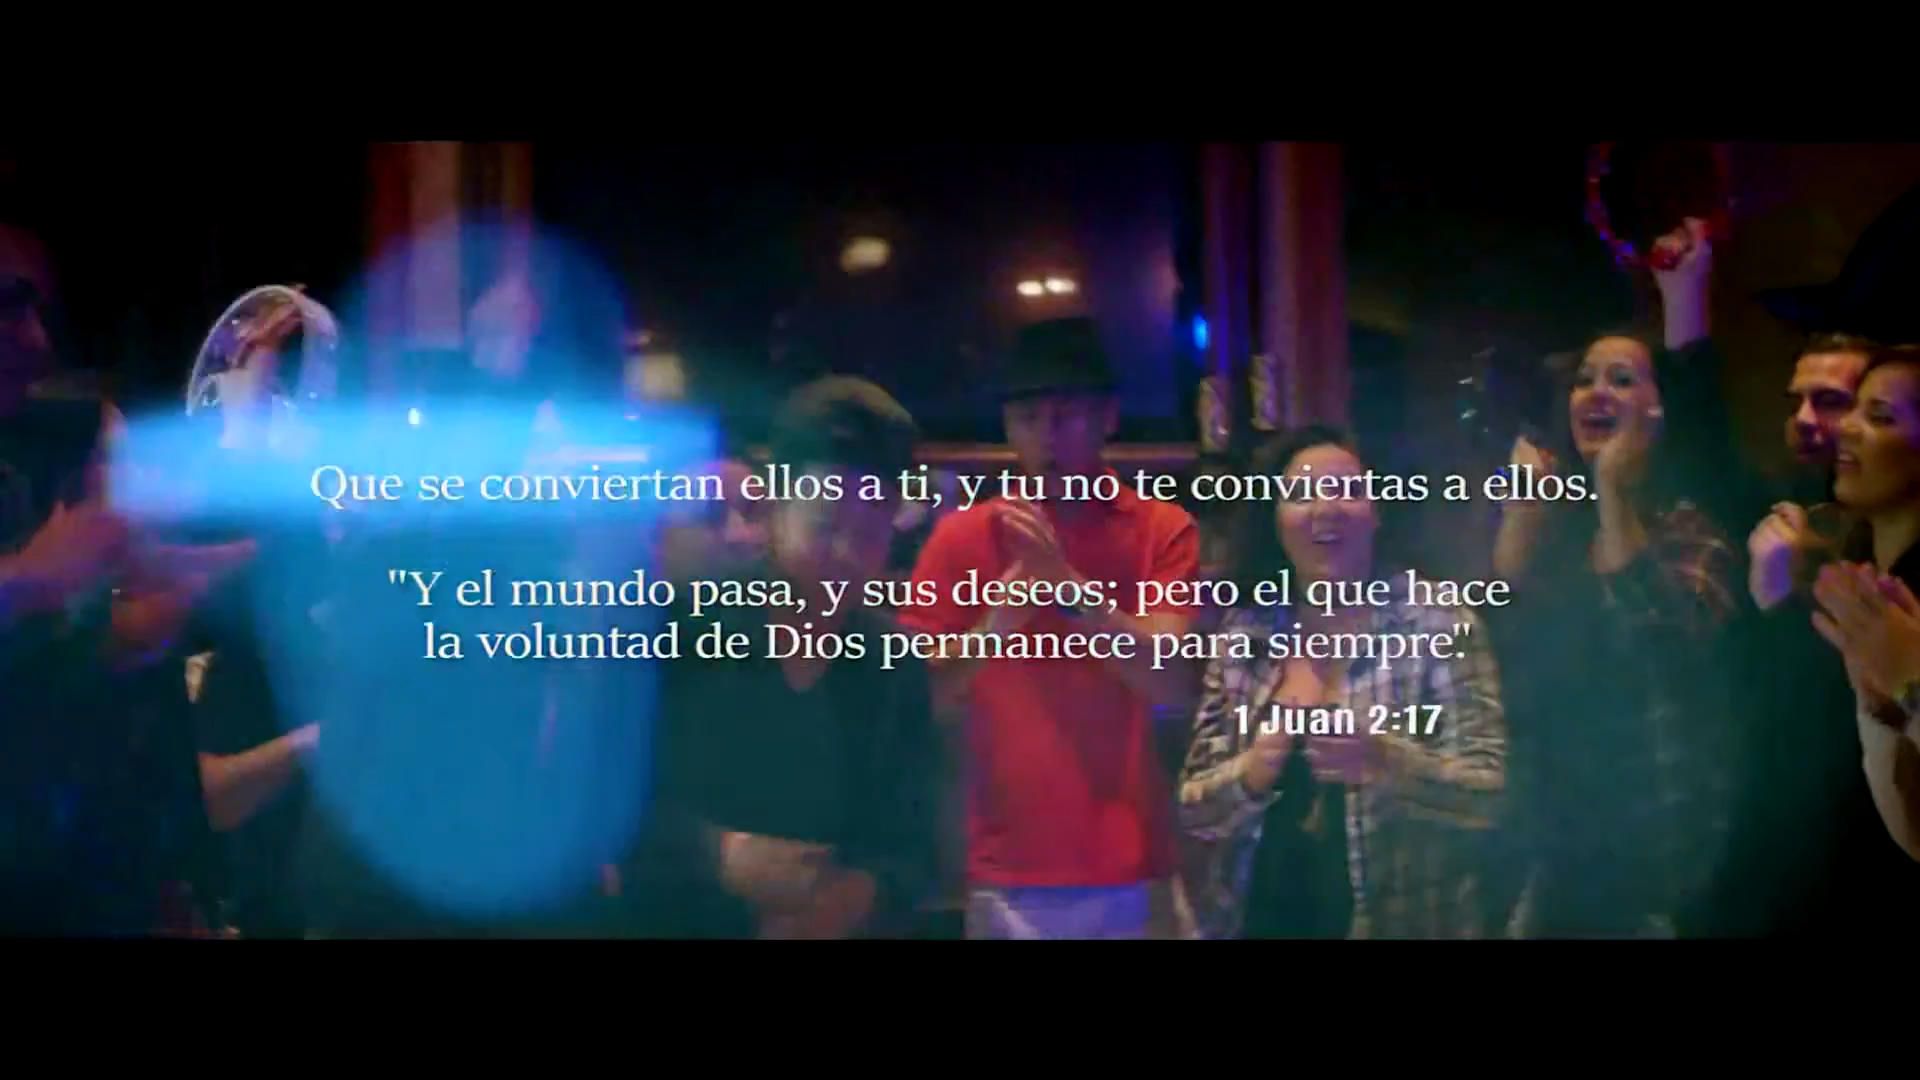 Que se conviertan ellos a ti, y tu no te conviertas a ellos.
"Y el mundo pasa, y sus deseos; pero el que hace
la voluntad de Dios permanece para siempre".
1 Juan 2:17